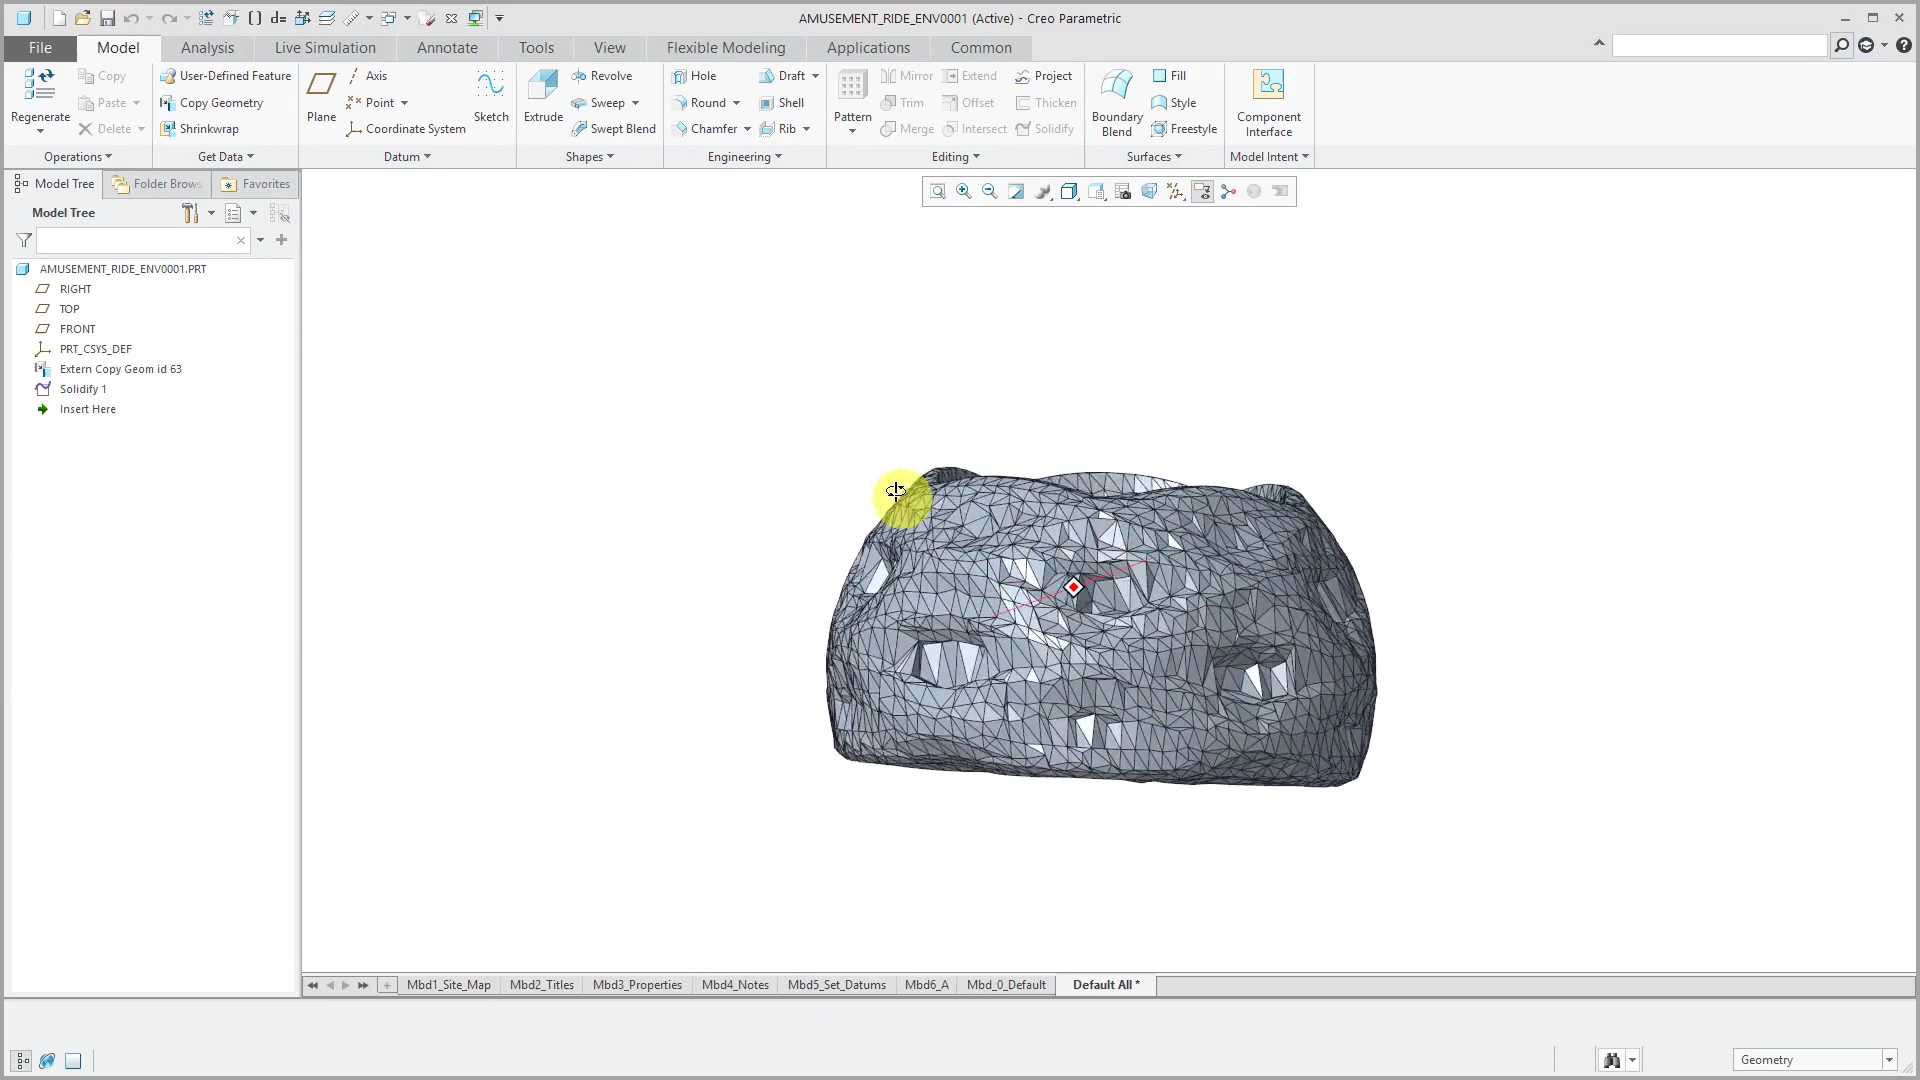 AMUSEMENT_RIDE_ENV0001 (Active) - Creo Parametric
File Model Analysis Live Simulation Annotate Tools View Flexible Modeling Applications Common
Regenerate
Copy
Paste
Delete
Operations
User-Defined Feature
Copy Geometry
Shrinkwrap
Get Data
Plane
Axis
Point
Coordinate System
Sketch
Datum
Extrude
Revolve
Sweep
Swept Blend
Shapes
Hole
Round
Chamfer
Draft
Shell
Rib
Engineering
Pattern
Mirror
Trim
Merge
Extend
Offset
Intersect
Project
Thicken
Solidify
Editing
Boundary
Blend
Fill
Style
Freestyle
Surfaces
Component
Interface
Model Intent
Model Tree Folder Brows Favorites
Model Tree
AMUSEMENT_RIDE_ENV0001.PRT
RIGHT
TOP
FRONT
PRT_CSYS_DEF
Extern Copy Geom id 63
Solidify 1
Insert Here
Mbd1_Site_Map Mbd2_Titles Mbd3_Properties Mbd4_Notes Mbd5_Set_Datums Mbd6_A Mbd_0_Default Default All *
Geometry